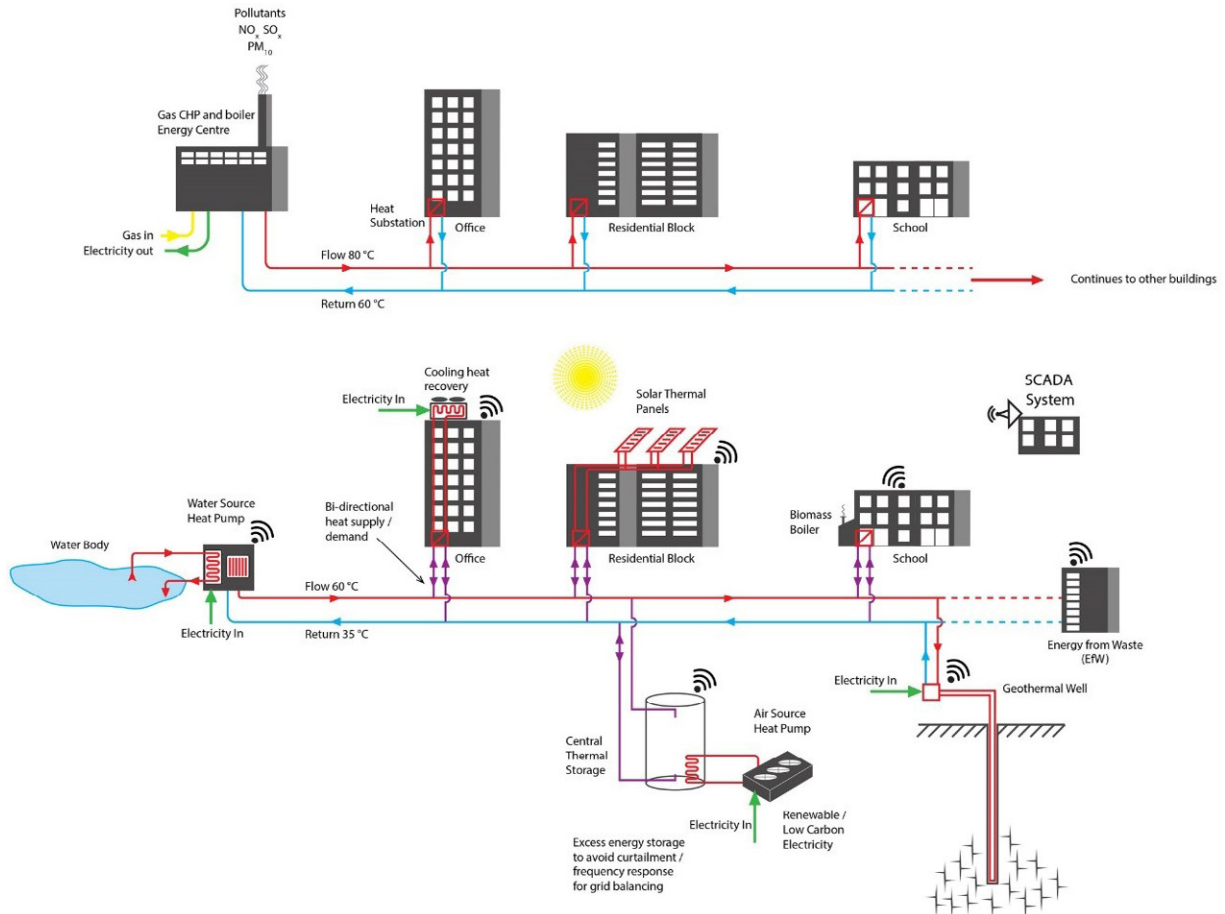 Pollutants
NOₓ SOₓ
PM₁₀
Gas CHP and boiler
Energy Centre
Gas in
Electricity out
Heat
Substation
Office
Residential Block
School
Flow 80 °C
Return 60 °C
Continues to other buildings
Cooling heat
recovery
Electricity In
Solar Thermal
Panels
SCADA
System
Water Source
Heat Pump
Water Body
Bi-directional
heat supply /
demand
Office
Residential Block
Biomass
Boiler
School
Flow 60 °C
Return 35 °C
Electricity In
Energy from Waste
(EfW)
Electricity In
Geothermal Well
Central
Thermal
Storage
Air Source
Heat Pump
Electricity In
Renewable /
Low Carbon
Electricity
Excess energy storage
to avoid curtailment /
frequency response
for grid balancing